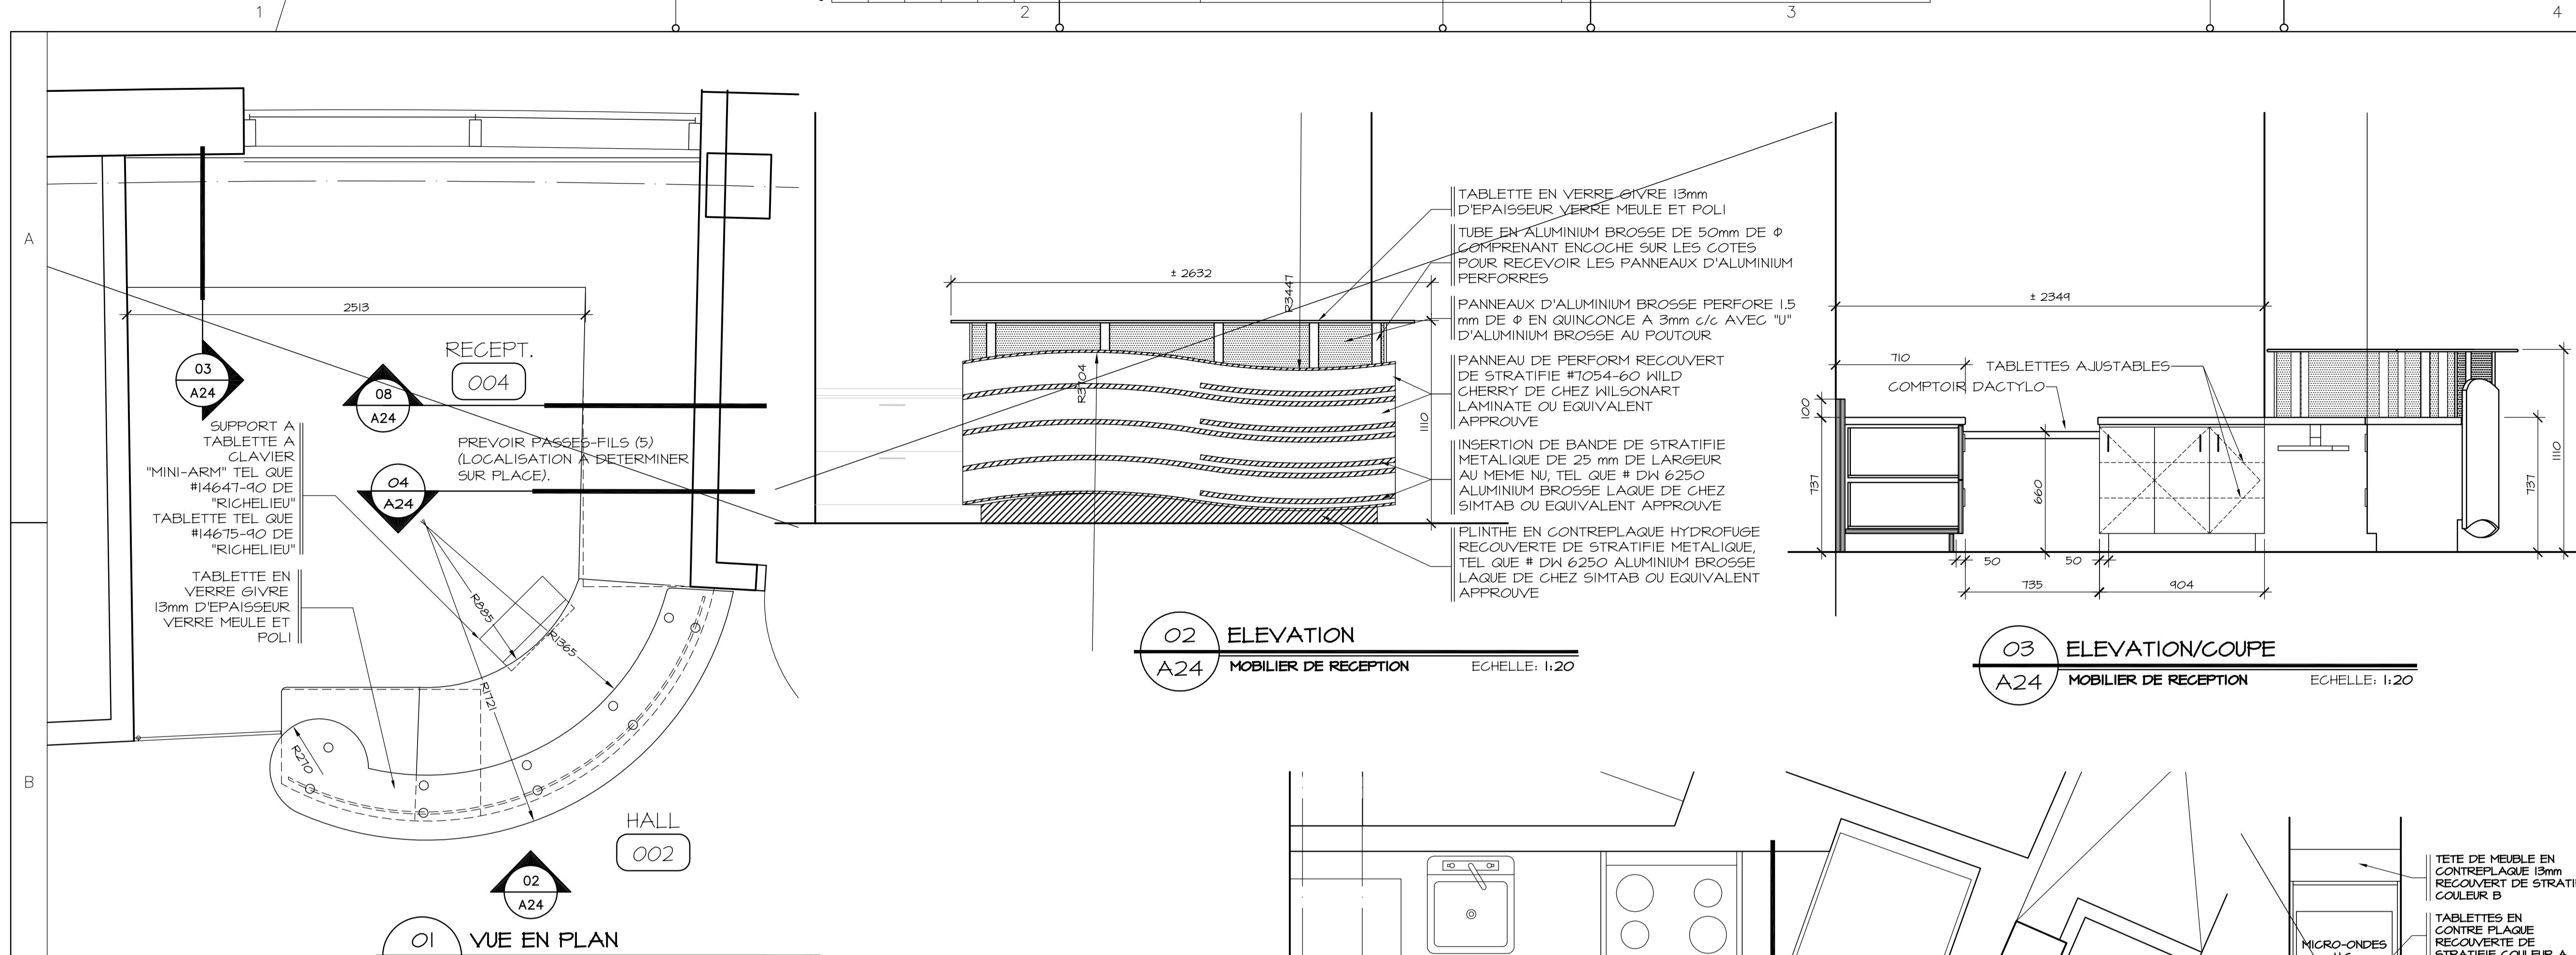 1
2
3
4
A
B
2513
03
A24
08
A24
RECEPT.
004
SUPPORT A
TABLETTE A
CLAVIER
"MINI-ARM" TEL QUE
#14647-90 DE
"RICHELIEU"
TABLETTE TEL QUE
#14675-90 DE
"RICHELIEU"
PREVOIR PASSES-FILS (5)
(LOCALISATION A DETERMINER
SUR PLACE).
04
A24
TABLETTE EN
VERRE GIVRE
13mm D'EPAISSEUR
VERRE MEULE ET
POLI
R885
R1365
R1721
R270
HALL
002
02
A24
01
VUE EN PLAN
± 2632
R3447
R3704
1110
TABLETTE EN VERRE GIVRE 13mm
D'EPAISSEUR VERRE MEULE ET POLI
TUBE EN ALUMINIUM BROSSE DE 50mm DE Φ
COMPRENANT ENCOCHE SUR LES COTES
POUR RECEVOIR LES PANNEAUX D'ALUMINIUM
PERFORRES
PANNEAUX D'ALUMINIUM BROSSE PERFORE 1.5
mm DE Φ EN QUINCONCE A 3mm c/c AVEC "U"
D'ALUMINIUM BROSSE AU POUTOUR
PANNEAU DE PERFORM RECOUVERT
DE STRATIFIE #7054-60 WILD
CHERRY DE CHEZ WILSONART
LAMINATE OU EQUIVALENT
APPROUVE
INSERTION DE BANDE DE STRATIFIE
METALIQUE DE 25 mm DE LARGEUR
AU MEME NU, TEL QUE # DW 6250
ALUMINIUM BROSSE LAQUE DE CHEZ
SIMTAB OU EQUIVALENT APPROUVE
PLINTHE EN CONTREPLAQUE HYDROFUGE
RECOUVERTE DE STRATIFIE METALIQUE,
TEL QUE # DW 6250 ALUMINIUM BROSSE
LAQUE DE CHEZ SIMTAB OU EQUIVALENT
APPROUVE
02
A24
ELEVATION
MOBILIER DE RECEPTION ECHELLE: 1:20
± 2349
710
TABLETTES AJUSTABLES
COMPTOIR DACTYLO
100
737
660
737
1110
50
50
735
904
03
A24
ELEVATION/COUPE
MOBILIER DE RECEPTION ECHELLE: 1:20
TETE DE MEUBLE EN
CONTREPLAQUE 13mm
RECOUVERT DE STRATI
COULEUR B
TABLETTES EN
CONTRE PLAQUE
RECOUVERTE DE
STRATIFIE COULEUR A
MICRO-ONDES